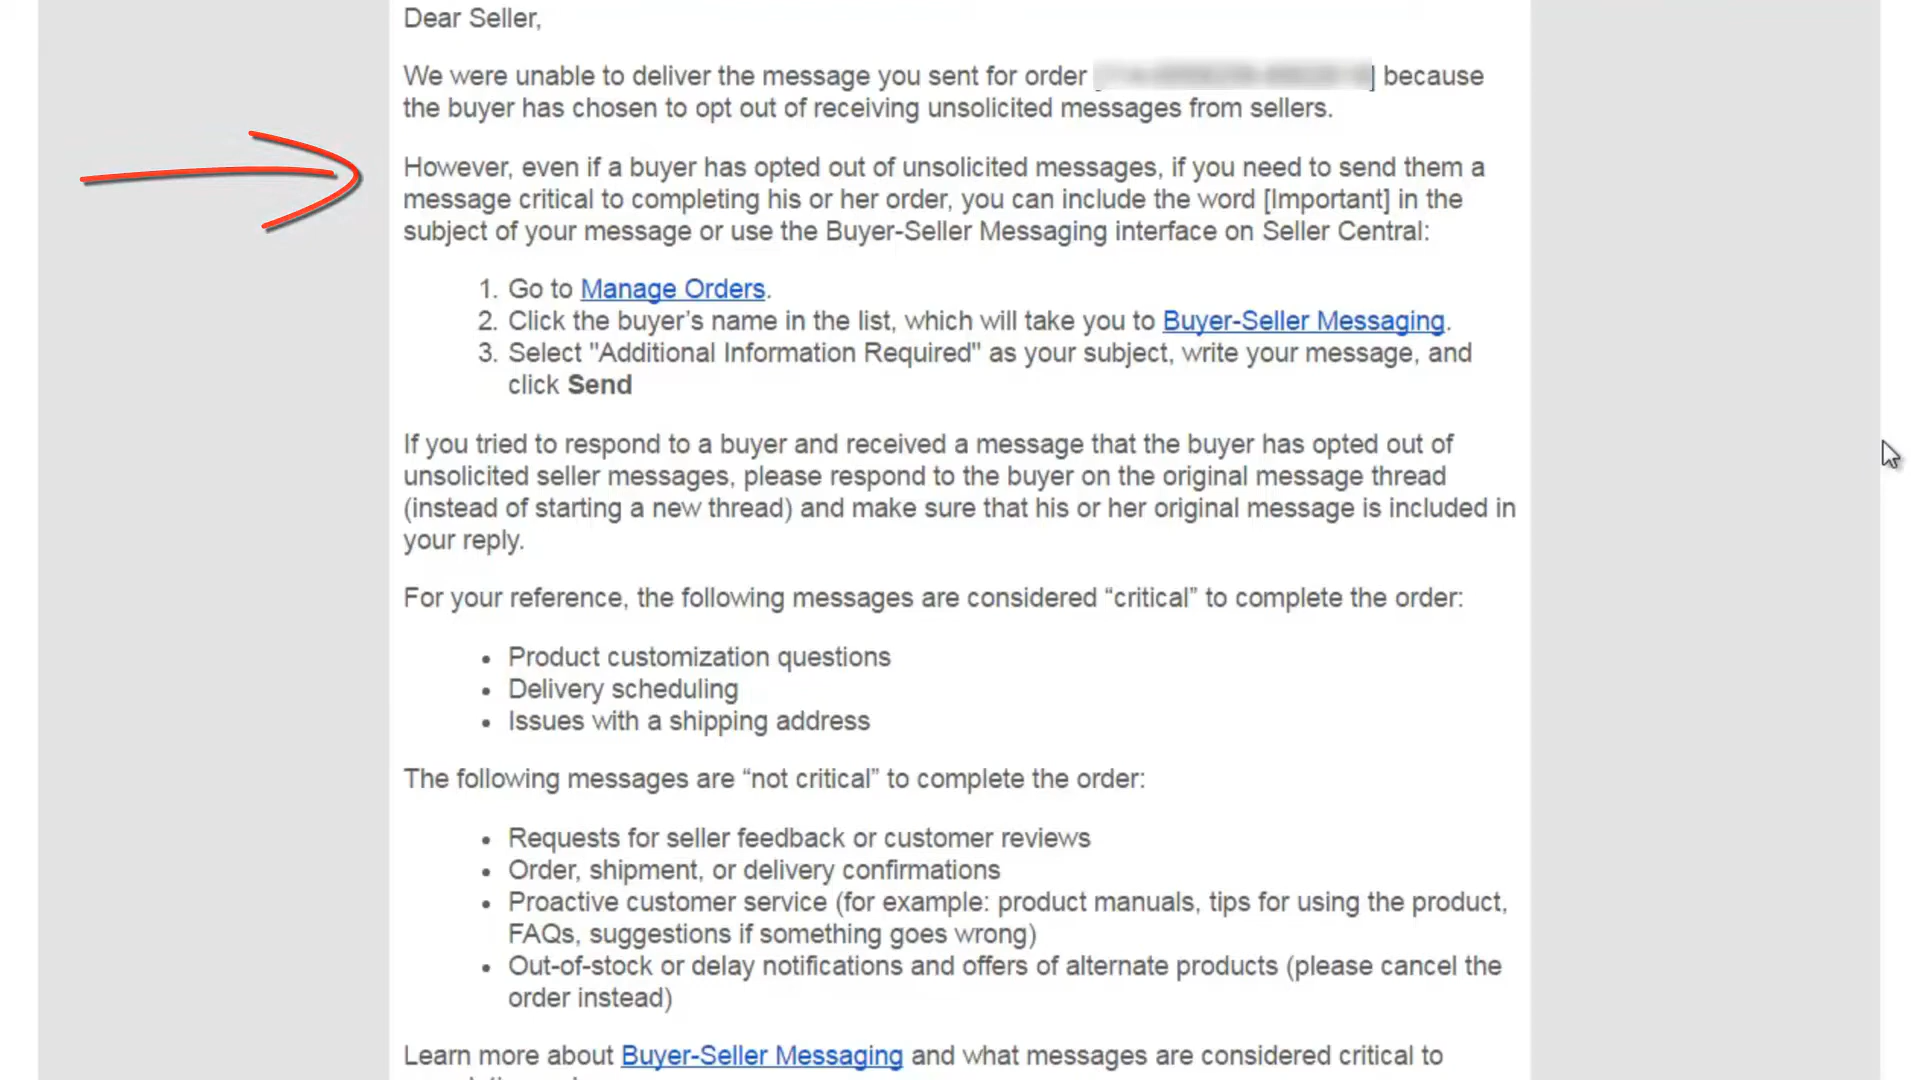 Dear Seller,
We were unable to deliver the message you sent for order [ ] because
the buyer has chosen to opt out of receiving unsolicited messages from sellers.
However, even if a buyer has opted out of unsolicited messages, if you need to send them a
message critical to completing his or her order, you can include the word [Important] in the
subject of your message or use the Buyer-Seller Messaging interface on Seller Central:
1. Go to Manage Orders.
2. Click the buyer’s name in the list, which will take you to Buyer-Seller Messaging.
3. Select "Additional Information Required" as your subject, write your message, and
click Send
If you tried to respond to a buyer and received a message that the buyer has opted out of
unsolicited seller messages, please respond to the buyer on the original message thread
(instead of starting a new thread) and make sure that his or her original message is included in
your reply.
For your reference, the following messages are considered “critical” to complete the order:
• Product customization questions
• Delivery scheduling
• Issues with a shipping address
The following messages are “not critical” to complete the order:
• Requests for seller feedback or customer reviews
• Order, shipment, or delivery confirmations
• Proactive customer service (for example: product manuals, tips for using the product,
FAQs, suggestions if something goes wrong)
• Out-of-stock or delay notifications and offers of alternate products (please cancel the
order instead)
Learn more about Buyer-Seller Messaging and what messages are considered critical to